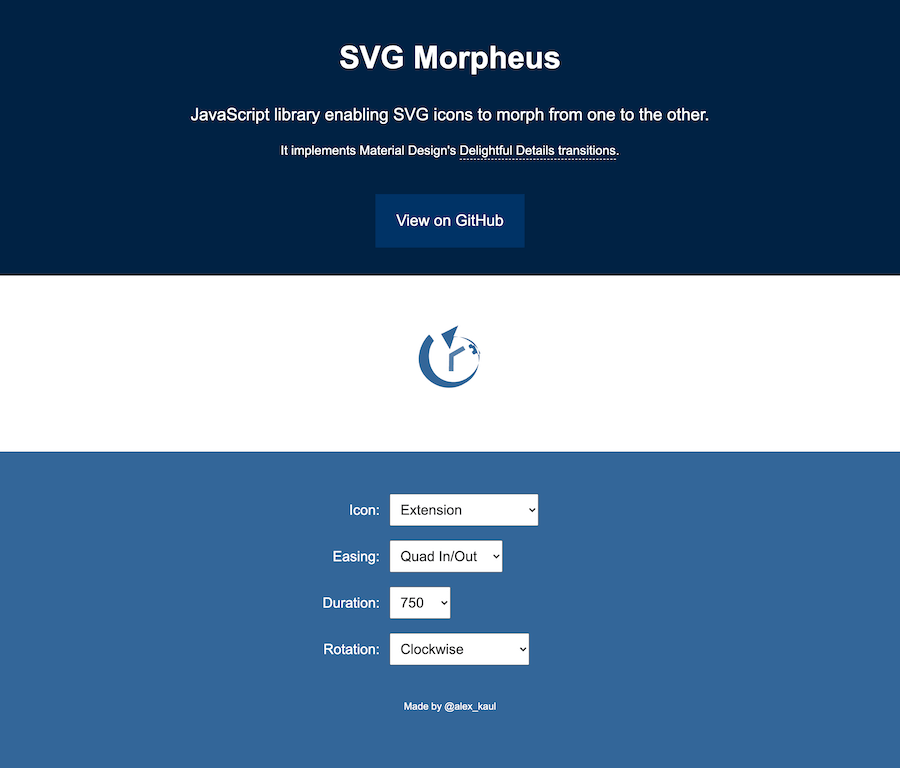 SVG Morpheus
JavaScript library enabling SVG icons to morph from one to the other.
It implements Material Design's Delightful Details transitions.
View on GitHub
Icon: Extension
Easing: Quad In/Out
Duration: 750
Rotation: Clockwise
Made by @alex_kaul